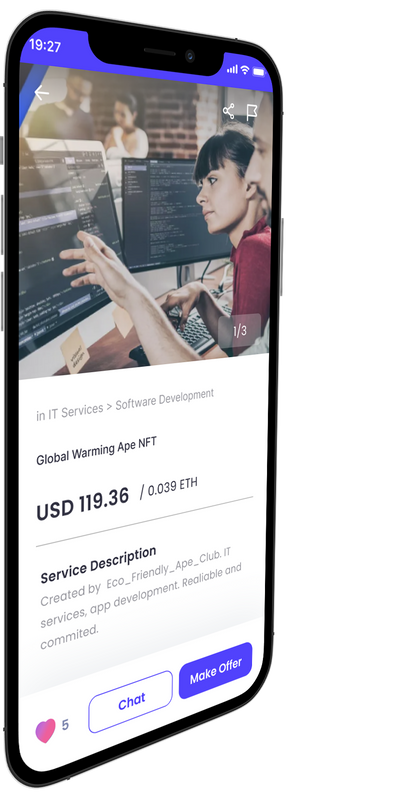 19:27
1/3
in IT Services > Software Development
Global Warming Ape NFT
USD 119.36 / 0.039 ETH
Service Description
Created by Eco_Friendly_Ape_Club. IT
services, app development. Realiable and
commited.
5
Chat
Make Offer